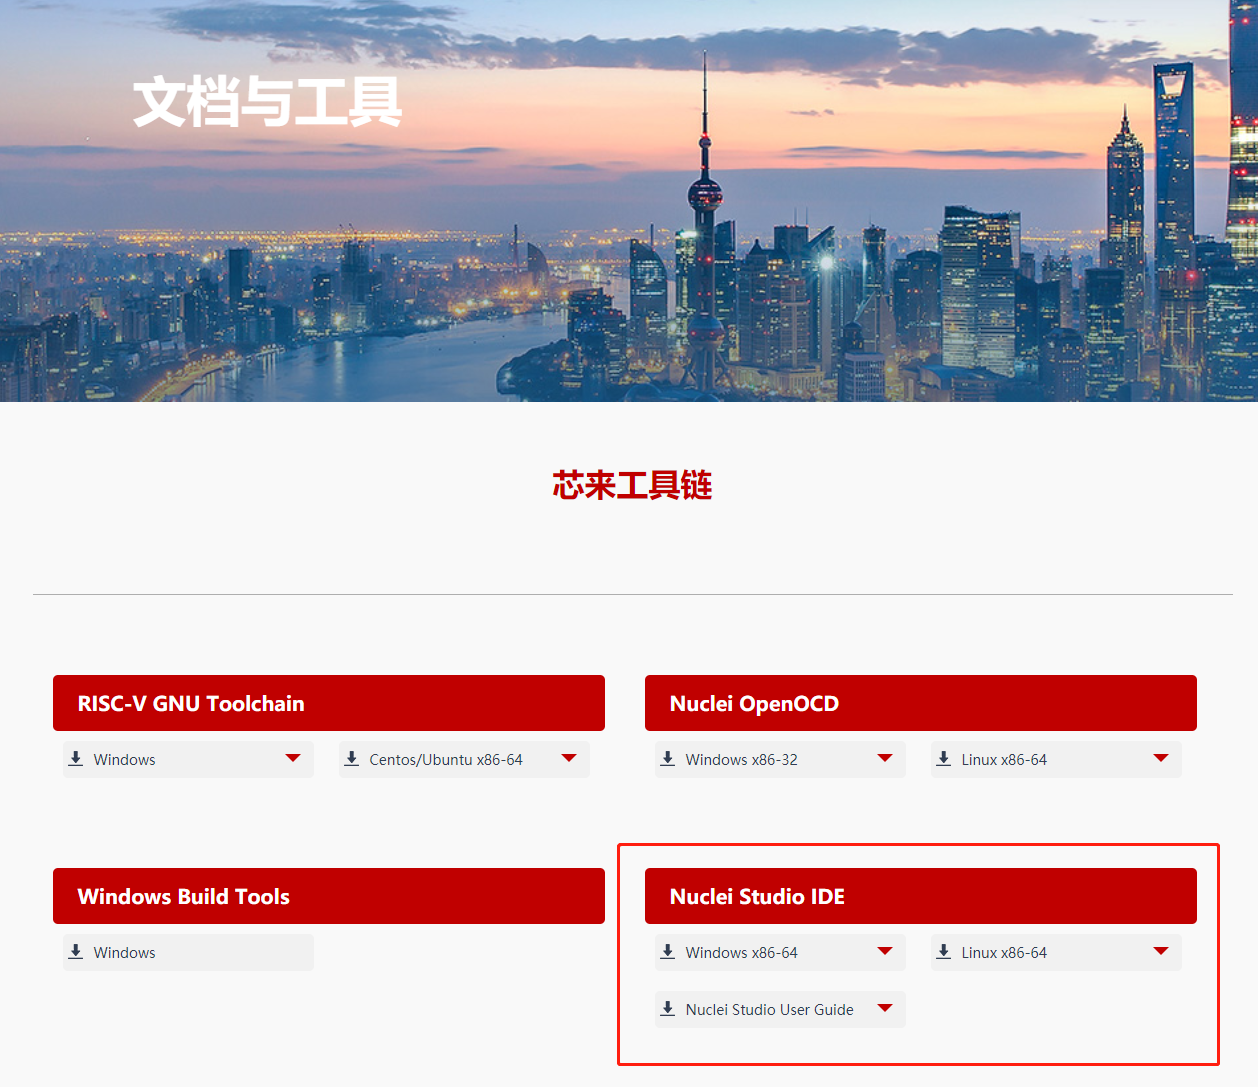 文档与工具
芯来工具链
RISC-V GNU Toolchain
Nuclei OpenOCD
Windows
Centos/Ubuntu x86-64
Windows x86-32
Linux x86-64
Windows Build Tools
Nuclei Studio IDE
Windows
Windows x86-64
Linux x86-64
Nuclei Studio User Guide